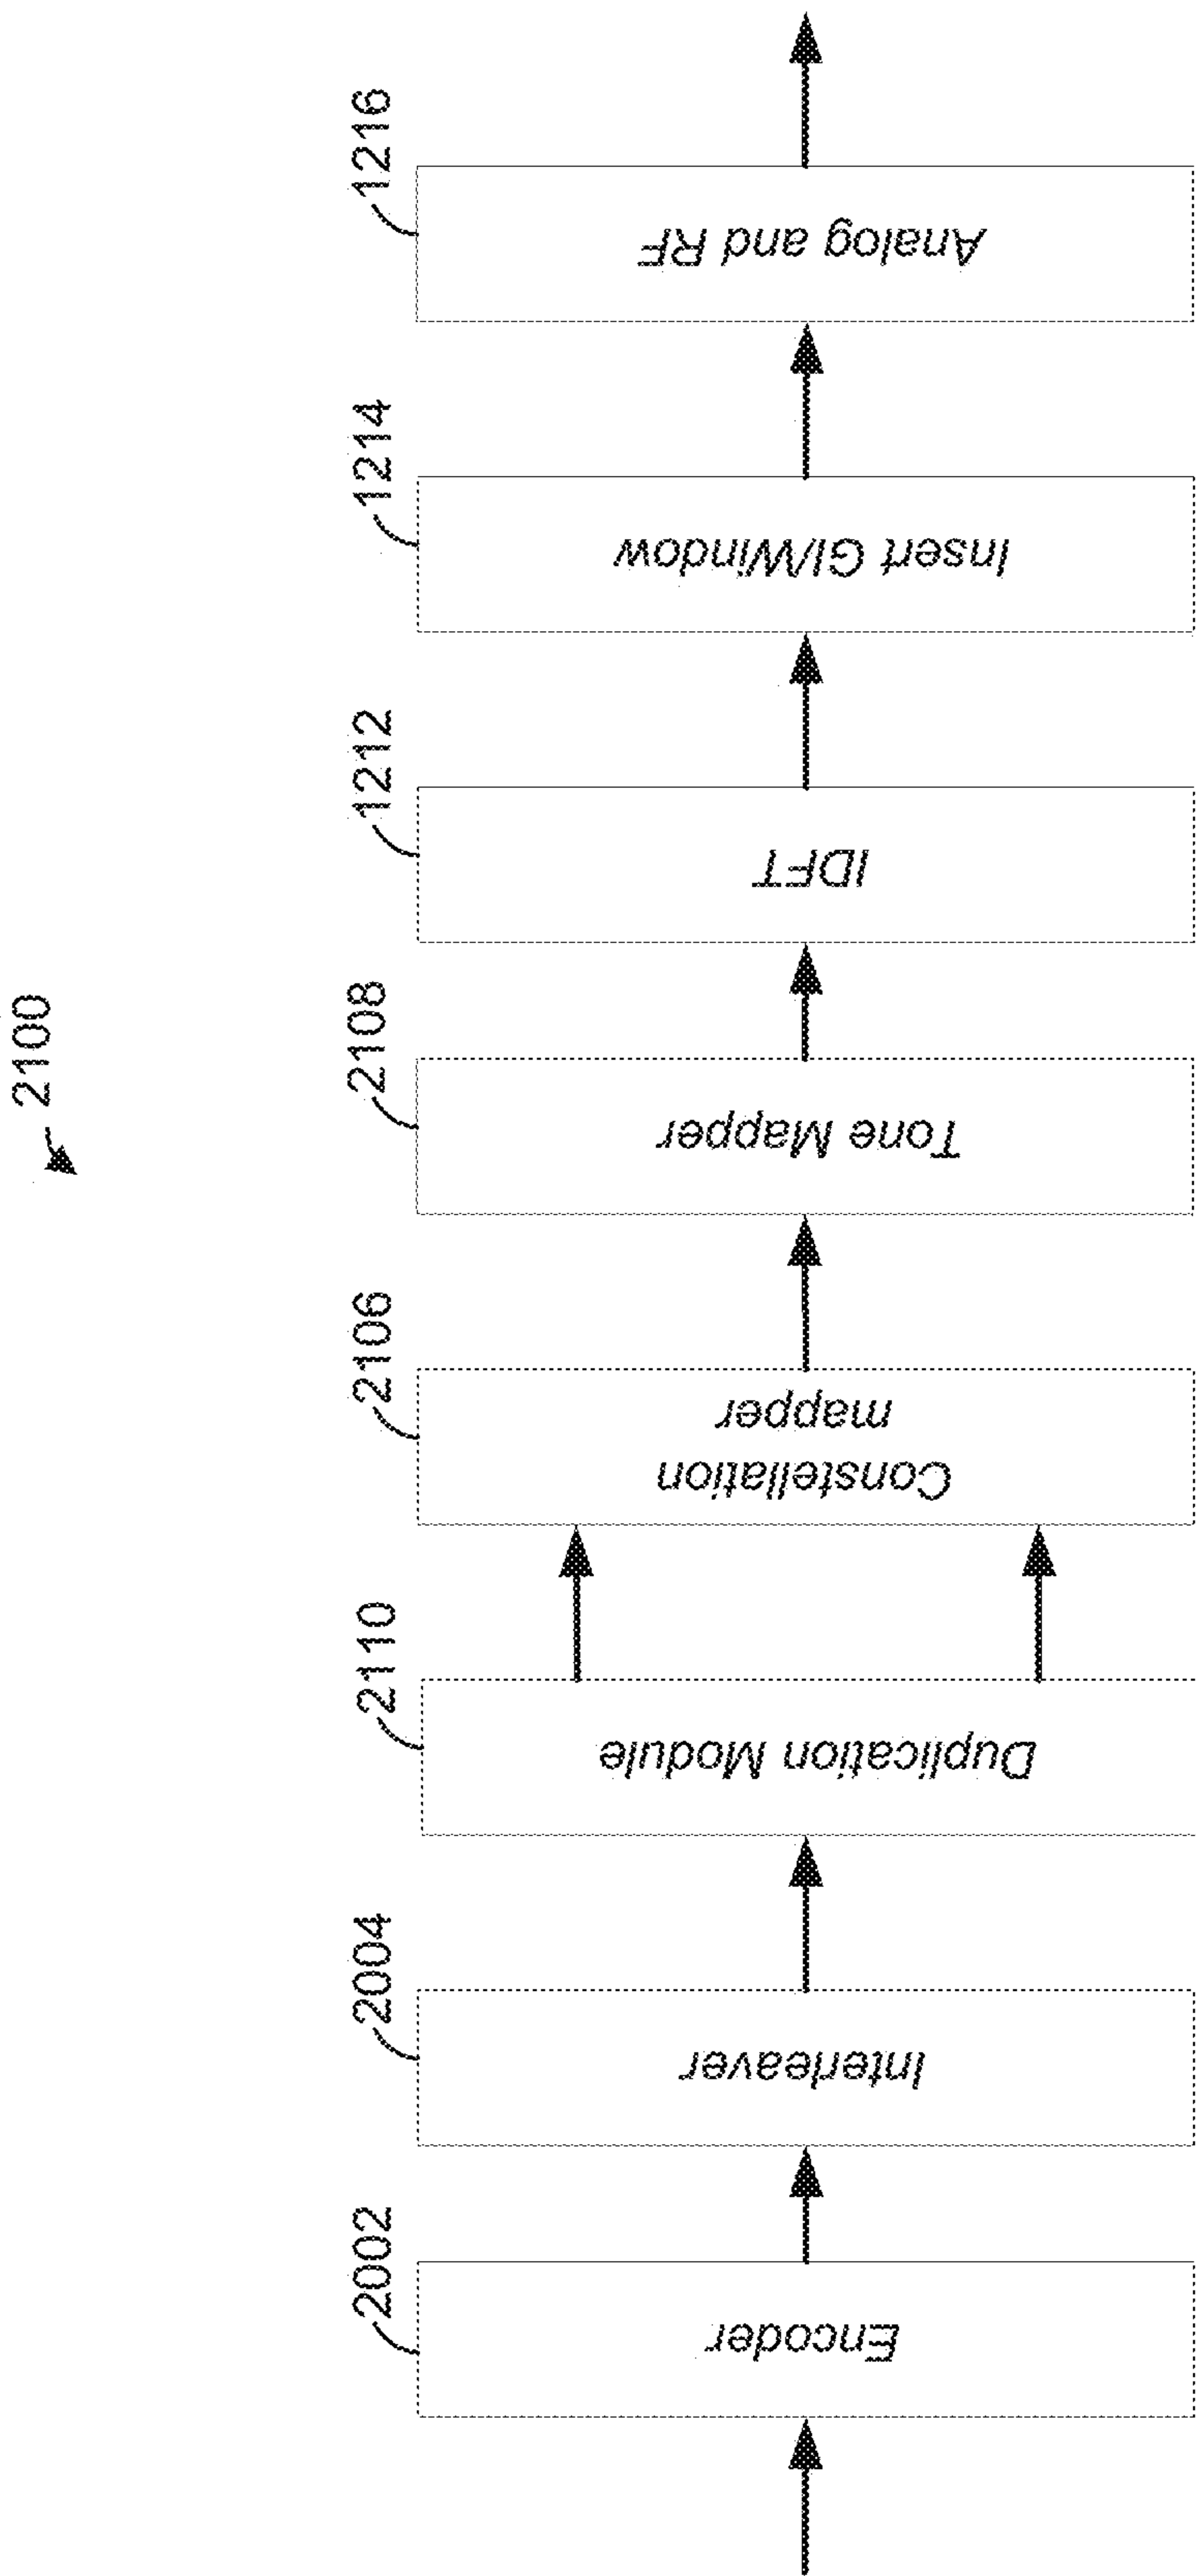 2100
2002
Encoder
2004
Interleaver
2110
Duplication Module
2106
Constellation
mapper
2108
Tone Mapper
1212
IDFT
1214
Insert GI/Window
1216
Analog and RF